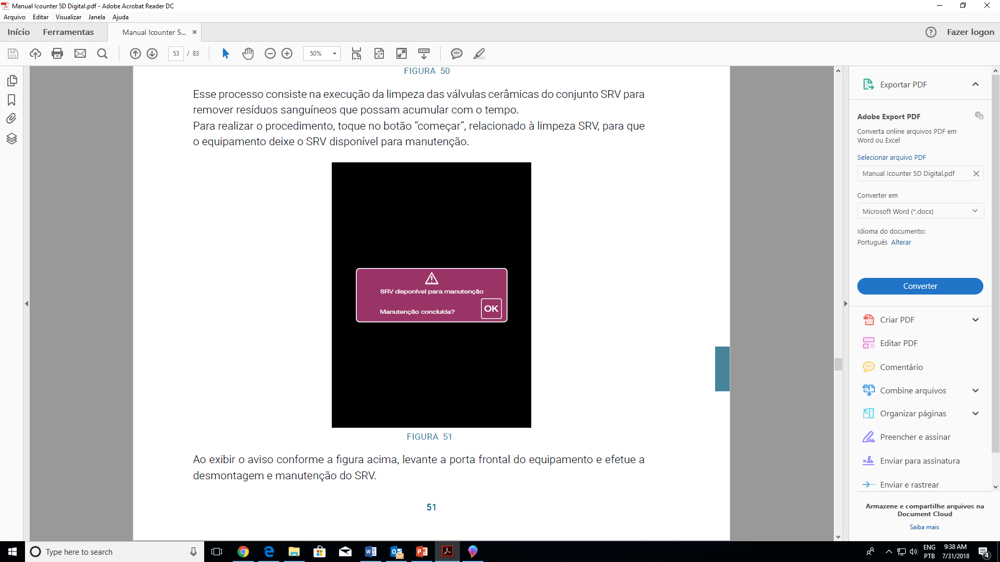 Manual Icounter 5D Digital.pdf - Adobe Acrobat Reader DC
Arquivo Editar Visualizar Janela Ajuda
Início Ferramentas Manual Icounter 5... × ? Fazer logon
53 / 83 50%
FIGURA 50
Esse processo consiste na execução da limpeza das válvulas cerâmicas do conjunto SRV para
remover resíduos sanguíneos que possam acumular com o tempo.
Para realizar o procedimento, toque no botão “começar”, relacionado à limpeza SRV, para que
o equipamento deixe o SRV disponível para manutenção.
SRV disponível para manutenção
Manutenção concluída? OK
FIGURA 51
Ao exibir o aviso conforme a figura acima, levante a porta frontal do equipamento e efetue a
desmontagem e manutenção do SRV.
51
Exportar PDF
Adobe Export PDF
Converta online arquivos PDF em
Word ou Excel
Selecionar arquivo PDF
Manual Icounter 5D Digital.pdf
Converter em
Microsoft Word (*.docx)
Idioma do documento:
Português Alterar
Converter
Criar PDF
Editar PDF
Comentário
Combine arquivos
Organizar páginas
Preencher e assinar
Enviar para assinatura
Enviar e rastrear
Armazene e compartilhe arquivos na
Document Cloud
Saiba mais
Type here to search
ENG
PTB
9:38 AM
7/31/2018
4